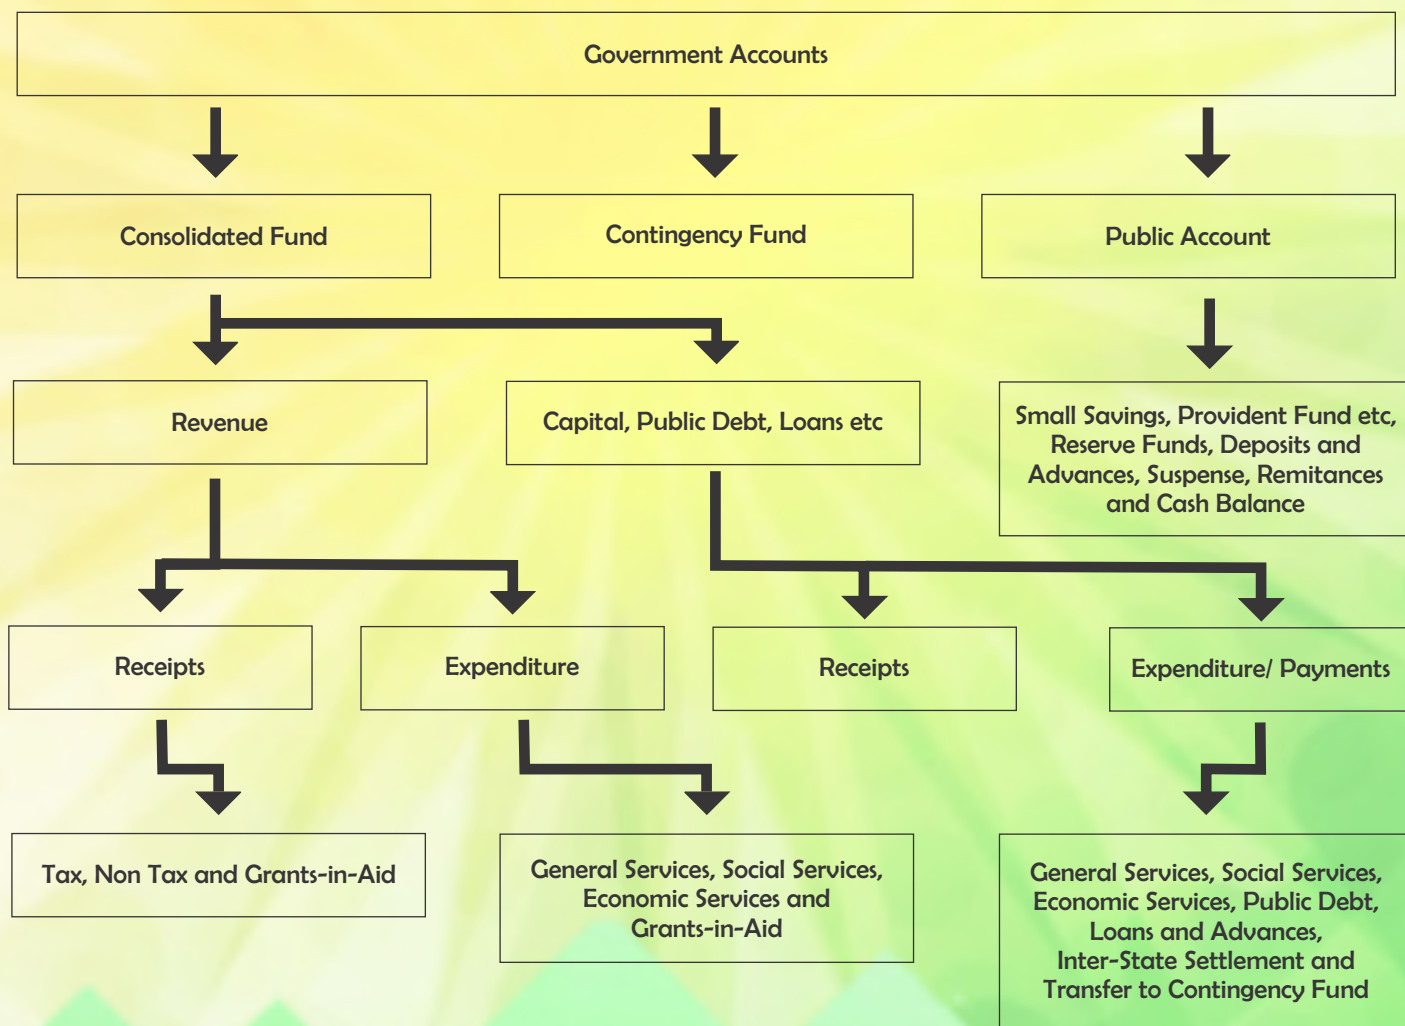 Government Accounts
Consolidated Fund
Contingency Fund
Public Account
Revenue
Capital, Public Debt, Loans etc
Small Savings, Provident Fund etc,
Reserve Funds, Deposits and
Advances, Suspense, Remitances
and Cash Balance
Receipts
Expenditure
Receipts
Expenditure/ Payments
Tax, Non Tax and Grants-in-Aid
General Services, Social Services,
Economic Services and
Grants-in-Aid
General Services, Social Services,
Economic Services, Public Debt,
Loans and Advances,
Inter-State Settlement and
Transfer to Contingency Fund